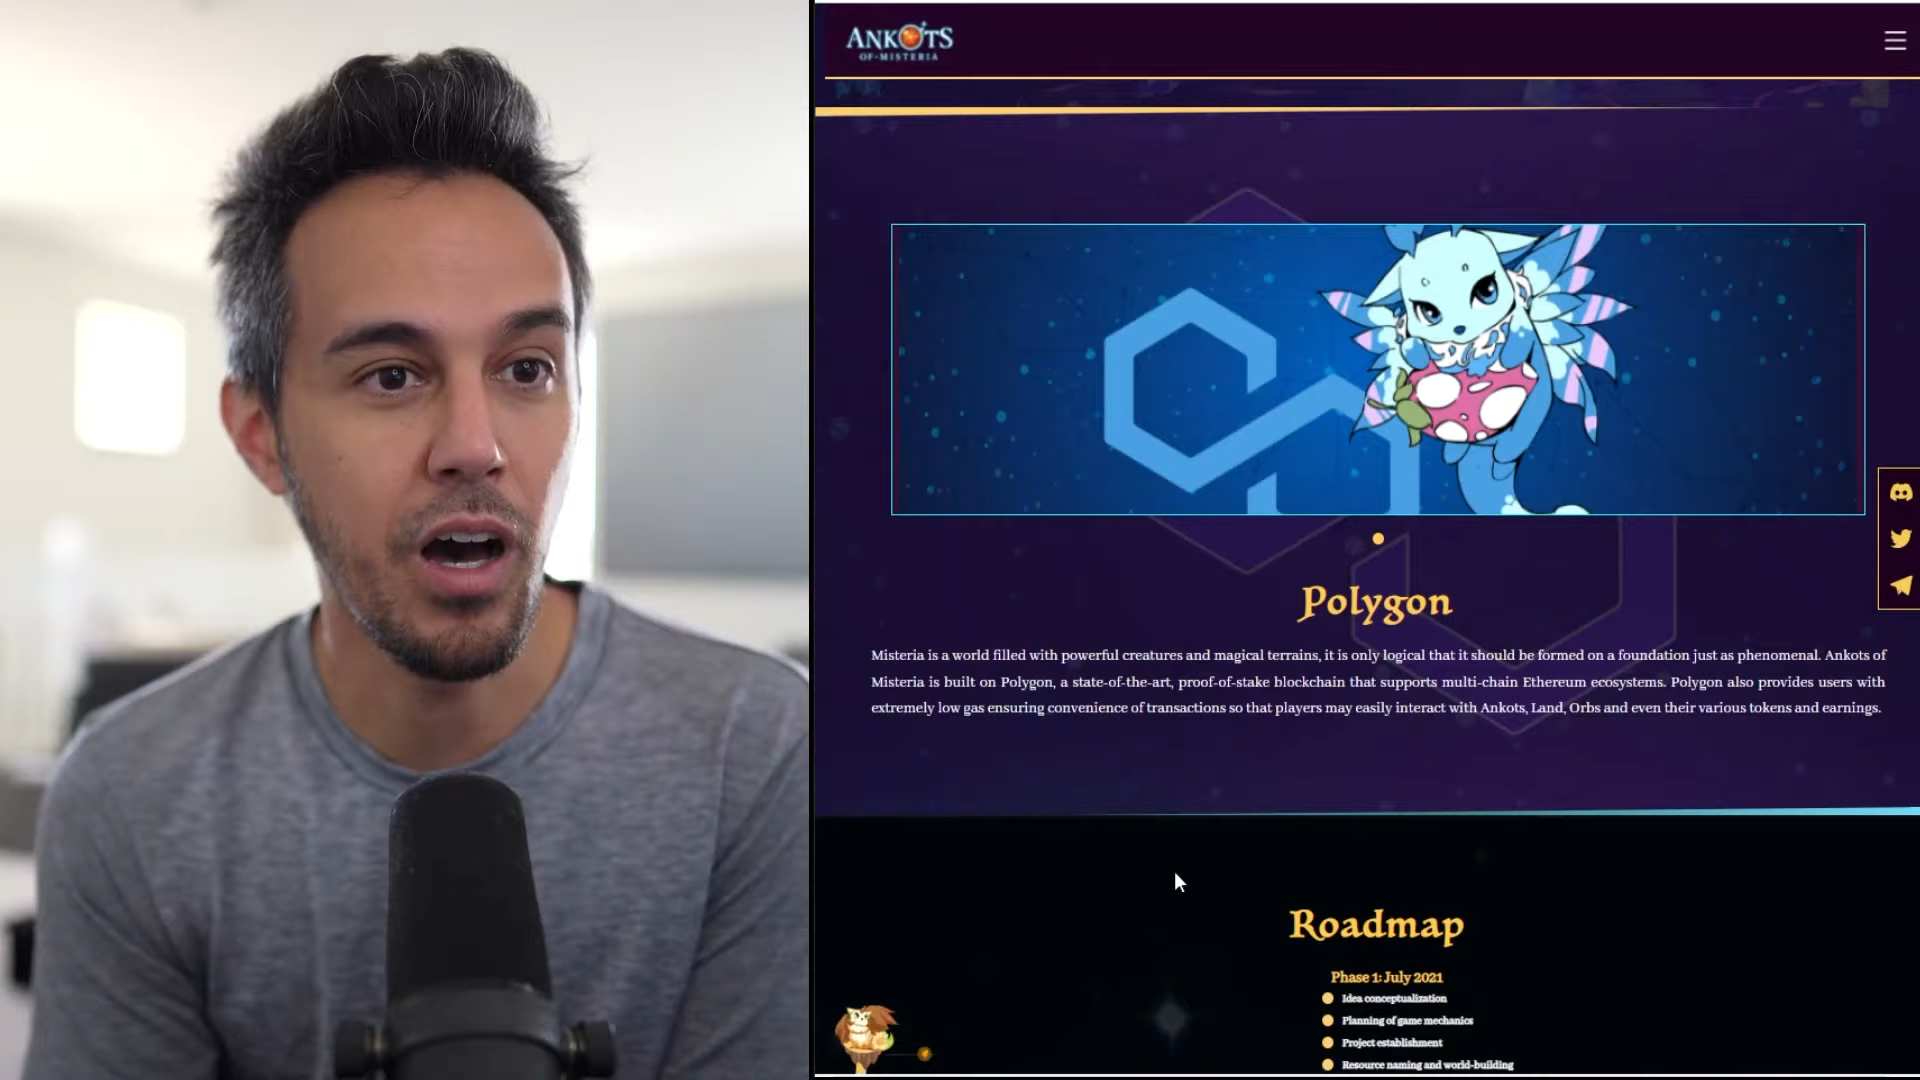 ANKOTS
OF-MISTERIA
Polygon
Misteria is a world filled with powerful creatures and magical terrains, it is only logical that it should be formed on a foundation just as phenomenal. Ankots of
Misteria is built on Polygon, a state-of-the-art, proof-of-stake blockchain that supports multi-chain Ethereum ecosystems. Polygon also provides users with
extremely low gas ensuring convenience of transactions so that players may easily interact with Ankots, Land, Orbs and even their various tokens and earnings.
Roadmap
Phase 1: July 2021
Idea conceptualization
Planning of game mechanics
Project establishment
Resource naming and world-building